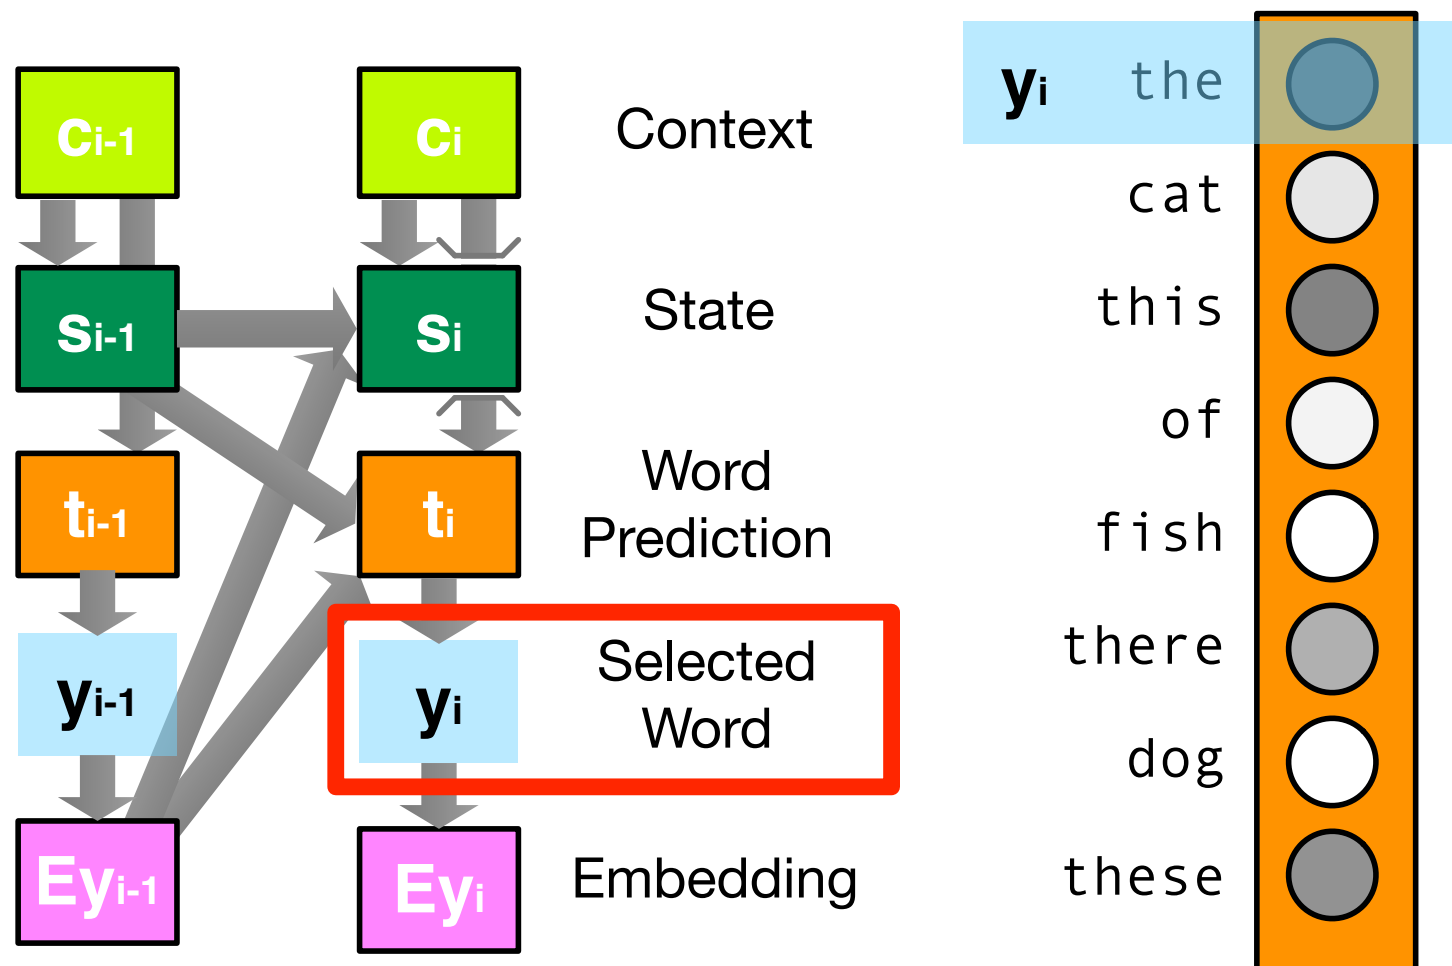 ci-1
ci
Context
si-1
si
State
ti-1
ti
Word
Prediction
yi-1
yi
Selected
Word
Eyi-1
Eyi
Embedding
yi the
cat
this
of
fish
there
dog
these